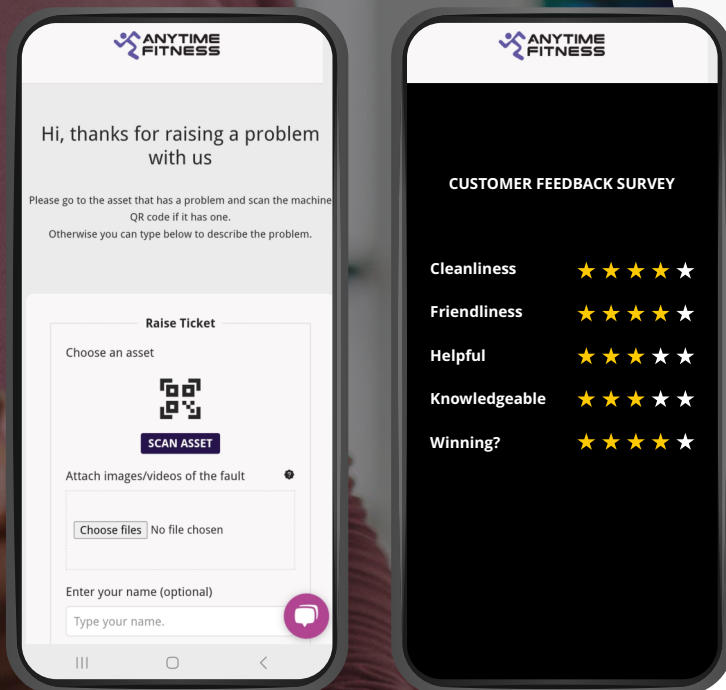 ANYTIME
FITNESS
Hi, thanks for raising a problem
with us
Please go to the asset that has a problem and scan the machine
QR code if it has one.
Otherwise you can type below to describe the problem.
Raise Ticket
Choose an asset
SCAN ASSET
Attach images/videos of the fault
?
Choose files No file chosen
Enter your name (optional)
Type your name.
ANYTIME
FITNESS
CUSTOMER FEEDBACK SURVEY
Cleanliness
Friendliness
Helpful
Knowledgeable
Winning?